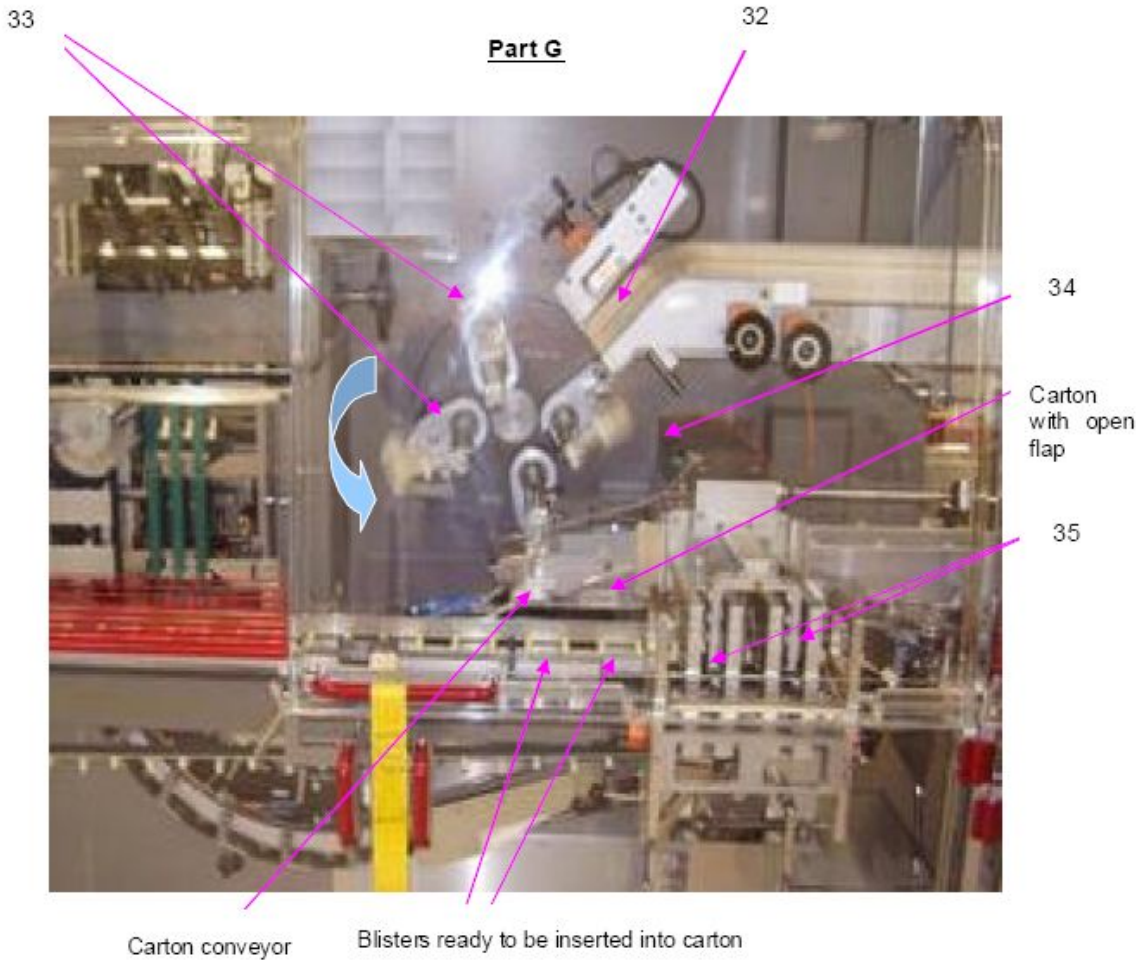 33
32
Part G
34
Carton
with open
flap
35
Carton conveyor
Blisters ready to be inserted into carton